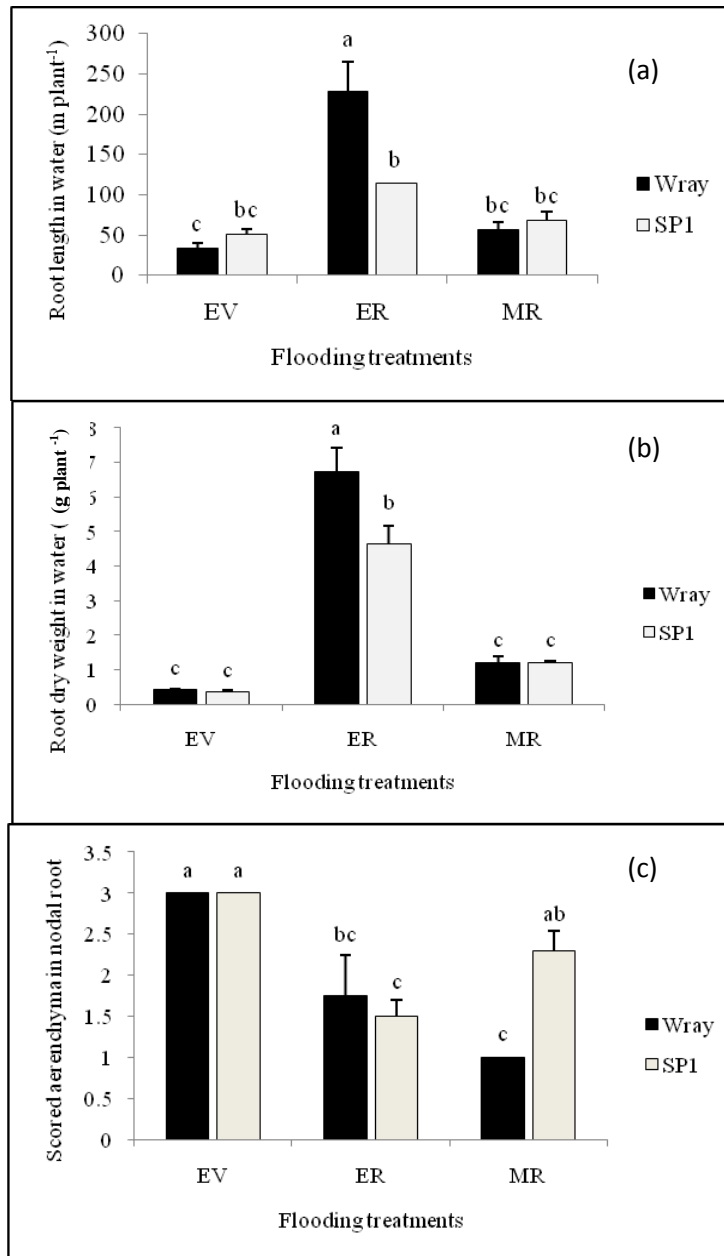 (a)
Root length in water (m plant-1)
300
250
200
150
100
50
0
a
b
c
bc
bc
bc
Wray
SP1
EV ER MR
Flooding treatments
(b)
Root dry weight in water ( (g plant -1)
8
7
6
5
4
3
2
1
0
a
b
c
c
c
c
Wray
SP1
EV ER MR
Flooding treatments
(c)
Scored aerenchyma in nodal root
3.5
3
2.5
2
1.5
1
0.5
0
a
a
bc
c
c
ab
Wray
SP1
EV ER MR
Flooding treatments